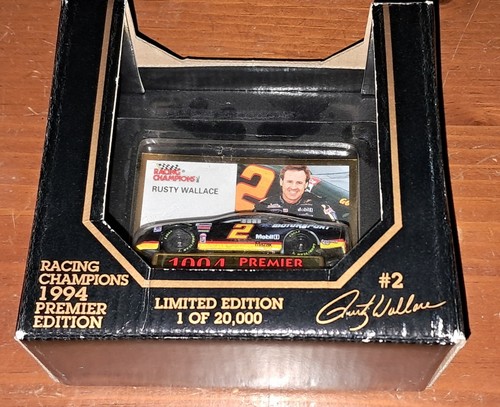 RACING
CHAMPIONS
RUSTY WALLACE
2
MOTORSPORT
2
Mobil 1
1994 PREMIER
RACING
CHAMPIONS
1994
PREMIER
EDITION
LIMITED EDITION
1 OF 20,000
#2
Rusty Wallace